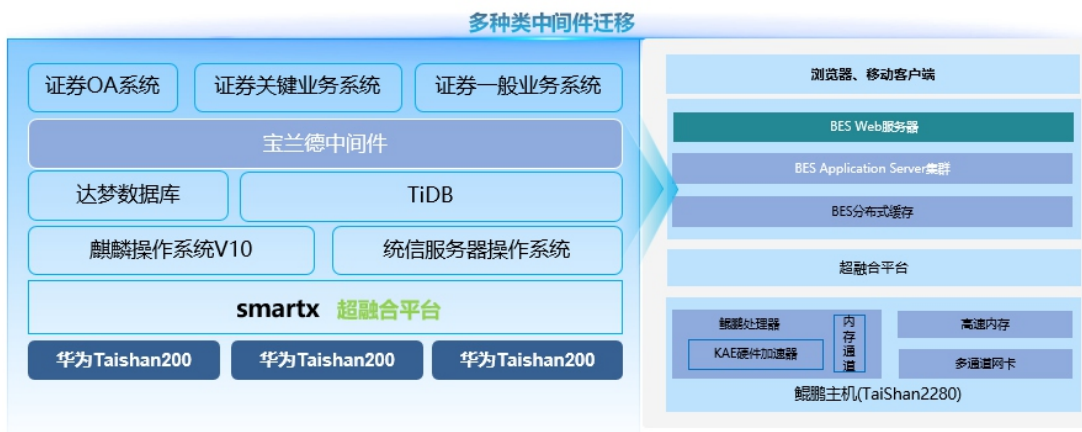 多种类中间件迁移
证券OA系统
证券关键业务系统
证券一般业务系统
宝兰德中间件
达梦数据库
TiDB
麒麟操作系统V10
统信服务器操作系统
smartx 超融合平台
华为Taishan200
华为Taishan200
华为Taishan200
浏览器、移动客户端
BES Web服务器
BES Application Server集群
BES分布式缓存
超融合平台
鲲鹏处理器
KAE硬件加速器
内存通道
高速内存
多通道网卡
鲲鹏主机(TaiShan2280)